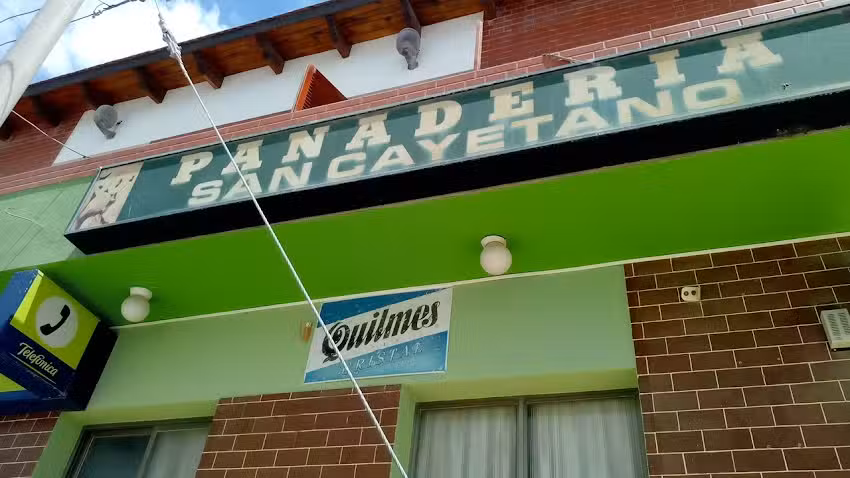 PANADERIA
SAN CAYETANO
Quilmes
CRISTAL
Telefónica